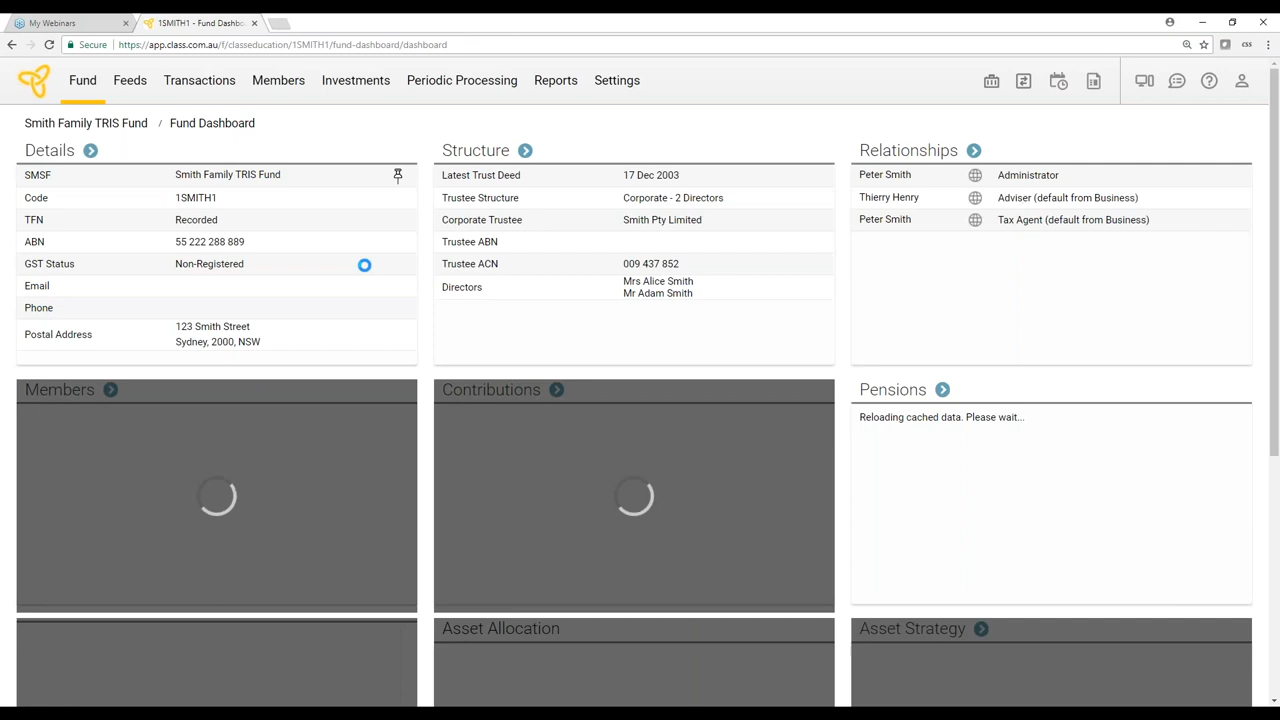 My Webinars
1SMITH1 - Fund Dashbo
Secure
https://app.class.com.au/f/classeducation/1SMITH1/fund-dashboard/dashboard
css
Fund
Feeds
Transactions
Members
Investments
Periodic Processing
Reports
Settings
Smith Family TRIS Fund / Fund Dashboard
Details
SMSF Smith Family TRIS Fund
Code 1SMITH1
TFN Recorded
ABN 55 222 288 889
GST Status Non-Registered
Email
Phone
Postal Address 123 Smith Street
Sydney, 2000, NSW
Structure
Latest Trust Deed 17 Dec 2003
Trustee Structure Corporate - 2 Directors
Corporate Trustee Smith Pty Limited
Trustee ABN
Trustee ACN 009 437 852
Directors Mrs Alice Smith
Mr Adam Smith
Relationships
Peter Smith Administrator
Thierry Henry Adviser (default from Business)
Peter Smith Tax Agent (default from Business)
Members
Contributions
Pensions
Reloading cached data. Please wait...
Asset Allocation
Asset Strategy